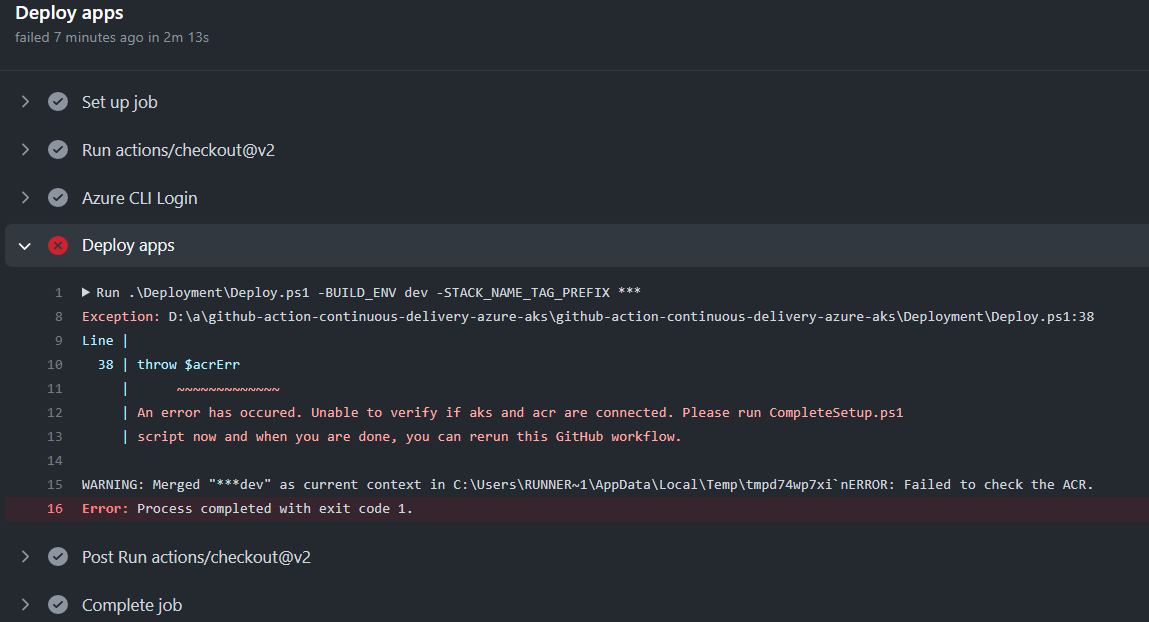 Deploy apps
failed 7 minutes ago in 2m 13s
Set up job
Run actions/checkout@v2
Azure CLI Login
Deploy apps
1 ▶ Run .\Deployment\Deploy.ps1 -BUILD_ENV dev -STACK_NAME_TAG_PREFIX ***
8 Exception: D:\a\github-action-continuous-delivery-azure-aks\github-action-continuous-delivery-azure-aks\Deployment\Deploy.ps1:38
9 Line |
10 38 | throw $acrErr
11 | ~~~~~~~~~~~~~
12 | An error has occured. Unable to verify if aks and acr are connected. Please run CompleteSetup.ps1
13 | script now and when you are done, you can rerun this GitHub workflow.
14
15 WARNING: Merged "***dev" as current context in C:\Users\RUNNER~1\AppData\Local\Temp\tmpd74wp7xi`nERROR: Failed to check the ACR.
16 Error: Process completed with exit code 1.
Post Run actions/checkout@v2
Complete job